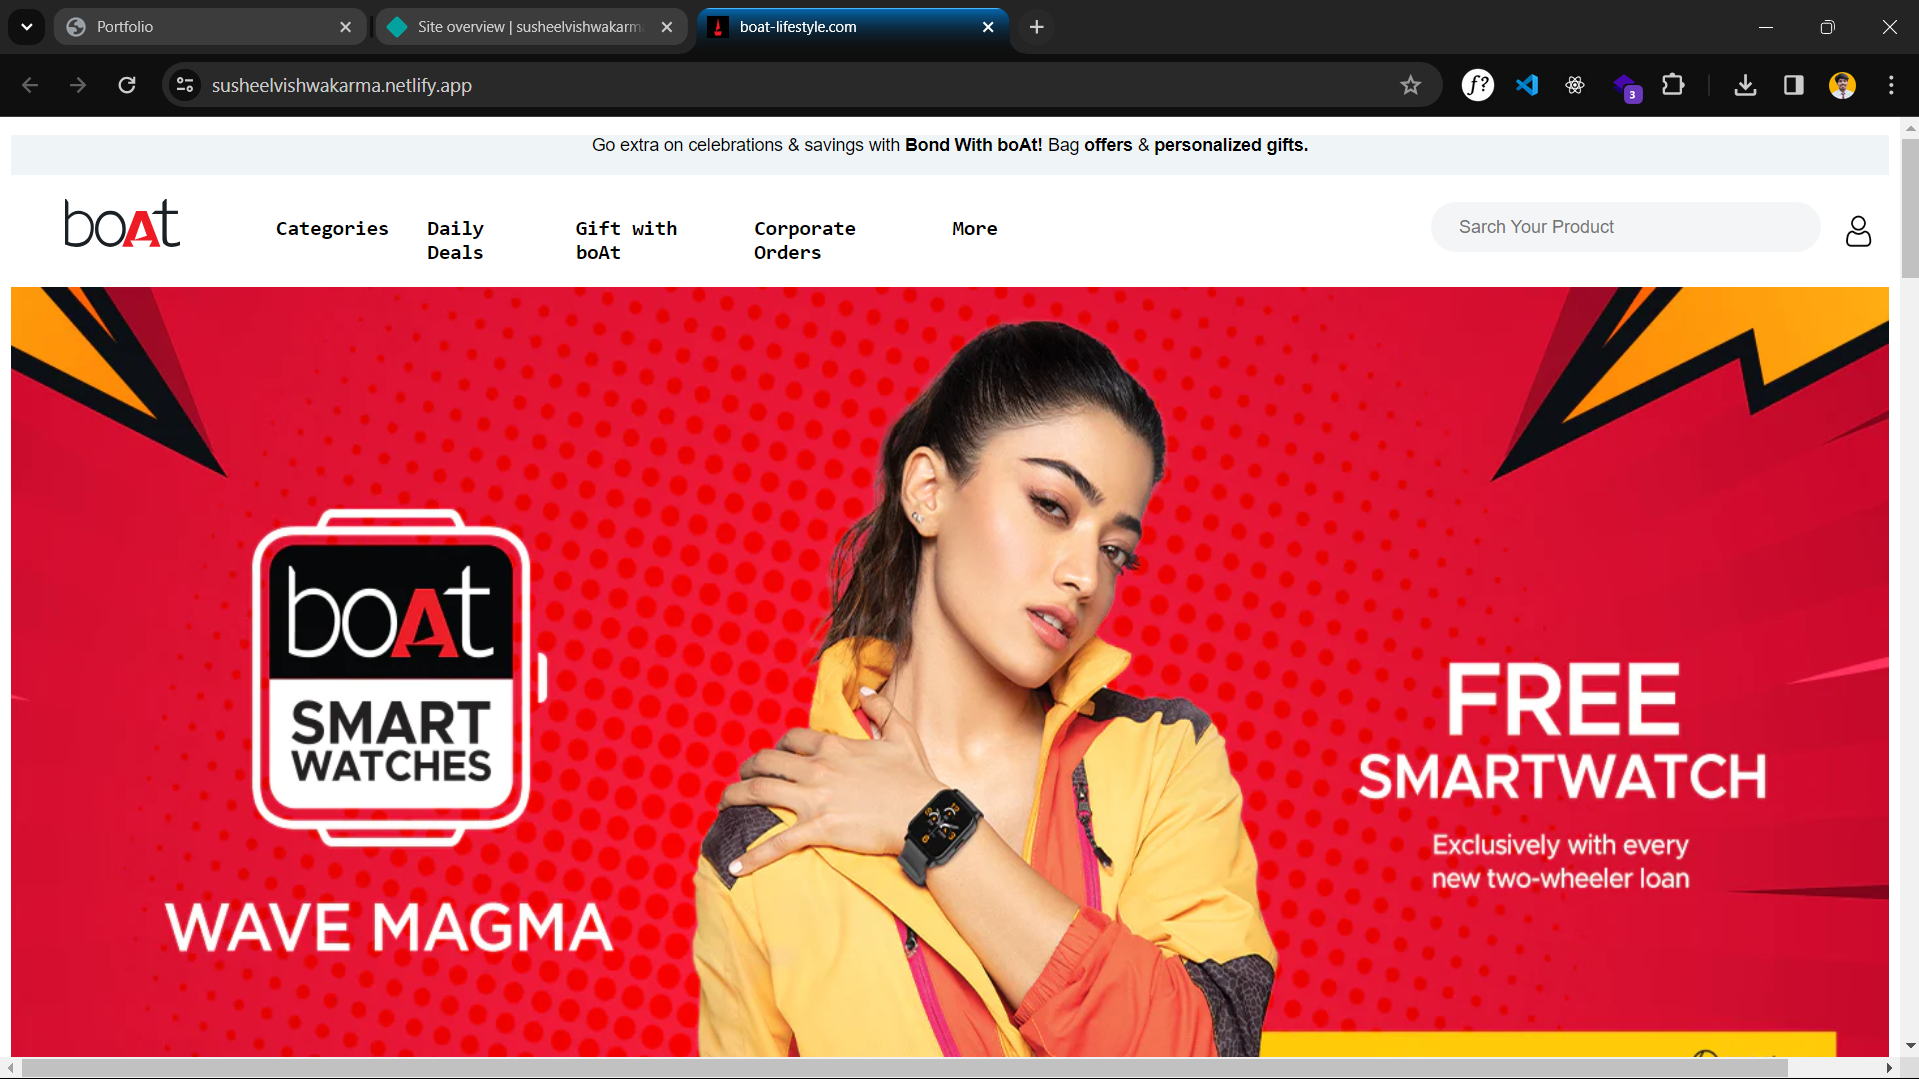 Portfolio
Site overview | susheelvishwakarm
boat-lifestyle.com
susheelvishwakarma.netlify.app
f?
3
Go extra on celebrations & savings with Bond With boAt! Bag offers & personalized gifts.
boAt
Categories
Daily
Deals
Gift with
boAt
Corporate
Orders
More
Sarch Your Product
boAt
SMART
WATCHES
WAVE MAGMA
FREE
SMARTWATCH
Exclusively with every
new two-wheeler loan